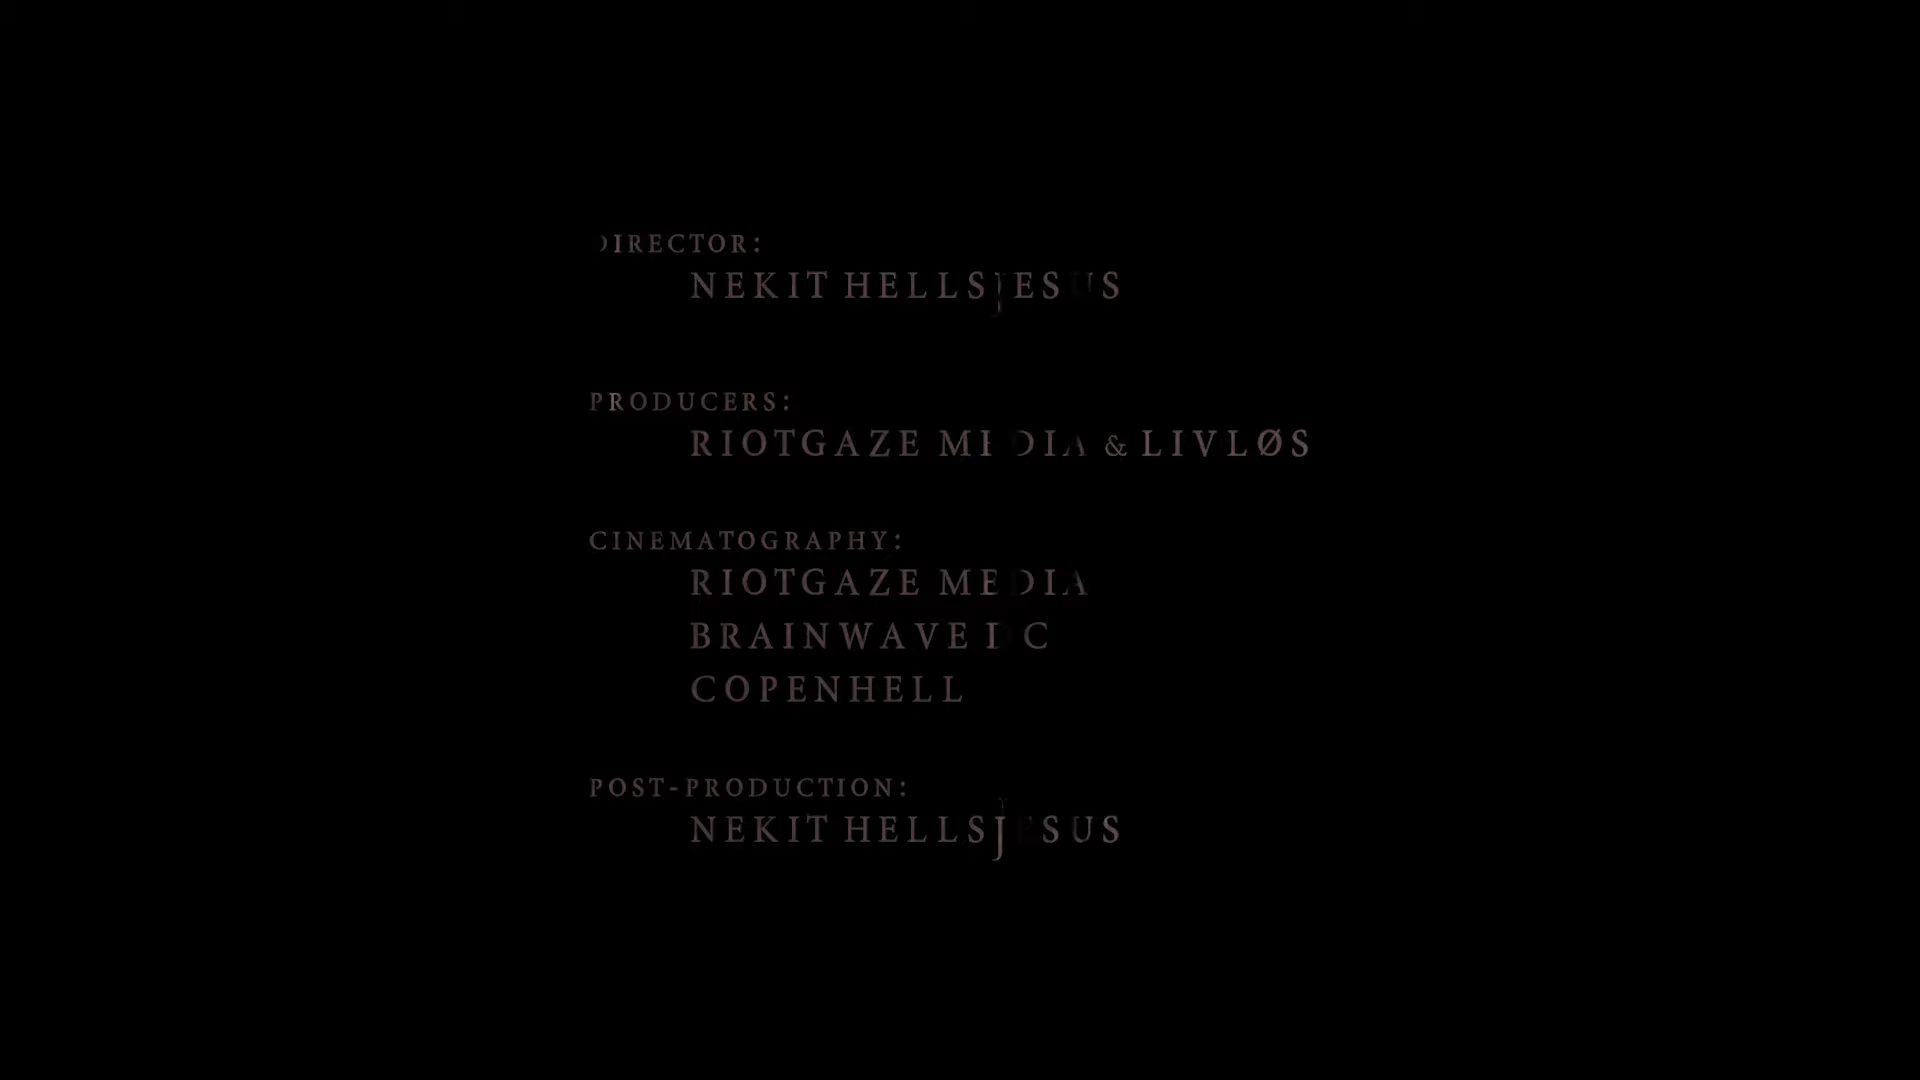 DIRECTOR:
NEKIT HELLSJESUS
PRODUCERS:
RIOTGAZE MEDIA & LIVLØS
CINEMATOGRAPHY:
RIOTGAZE MEDIA
BRAINWAVE
COPENHELL
POST-PRODUCTION:
NEKIT HELLSJESUS